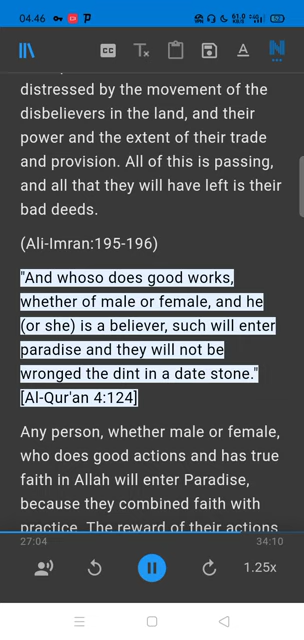 04.46
CC
distressed by the movement of the
disbelievers in the land, and their
power and the extent of their trade
and provision. All of this is passing,
and all that they will have left is their
bad deeds.
(Ali-Imran:195-196)
"And whoso does good works,
whether of male or female, and he
(or she) is a believer, such will enter
paradise and they will not be
wronged the dint in a date stone."
[Al-Qur'an 4:124]
Any person, whether male or female,
who does good actions and has true
faith in Allah will enter Paradise,
because they combined faith with
practice. The reward of their actions
27:04
34:10
1.25x